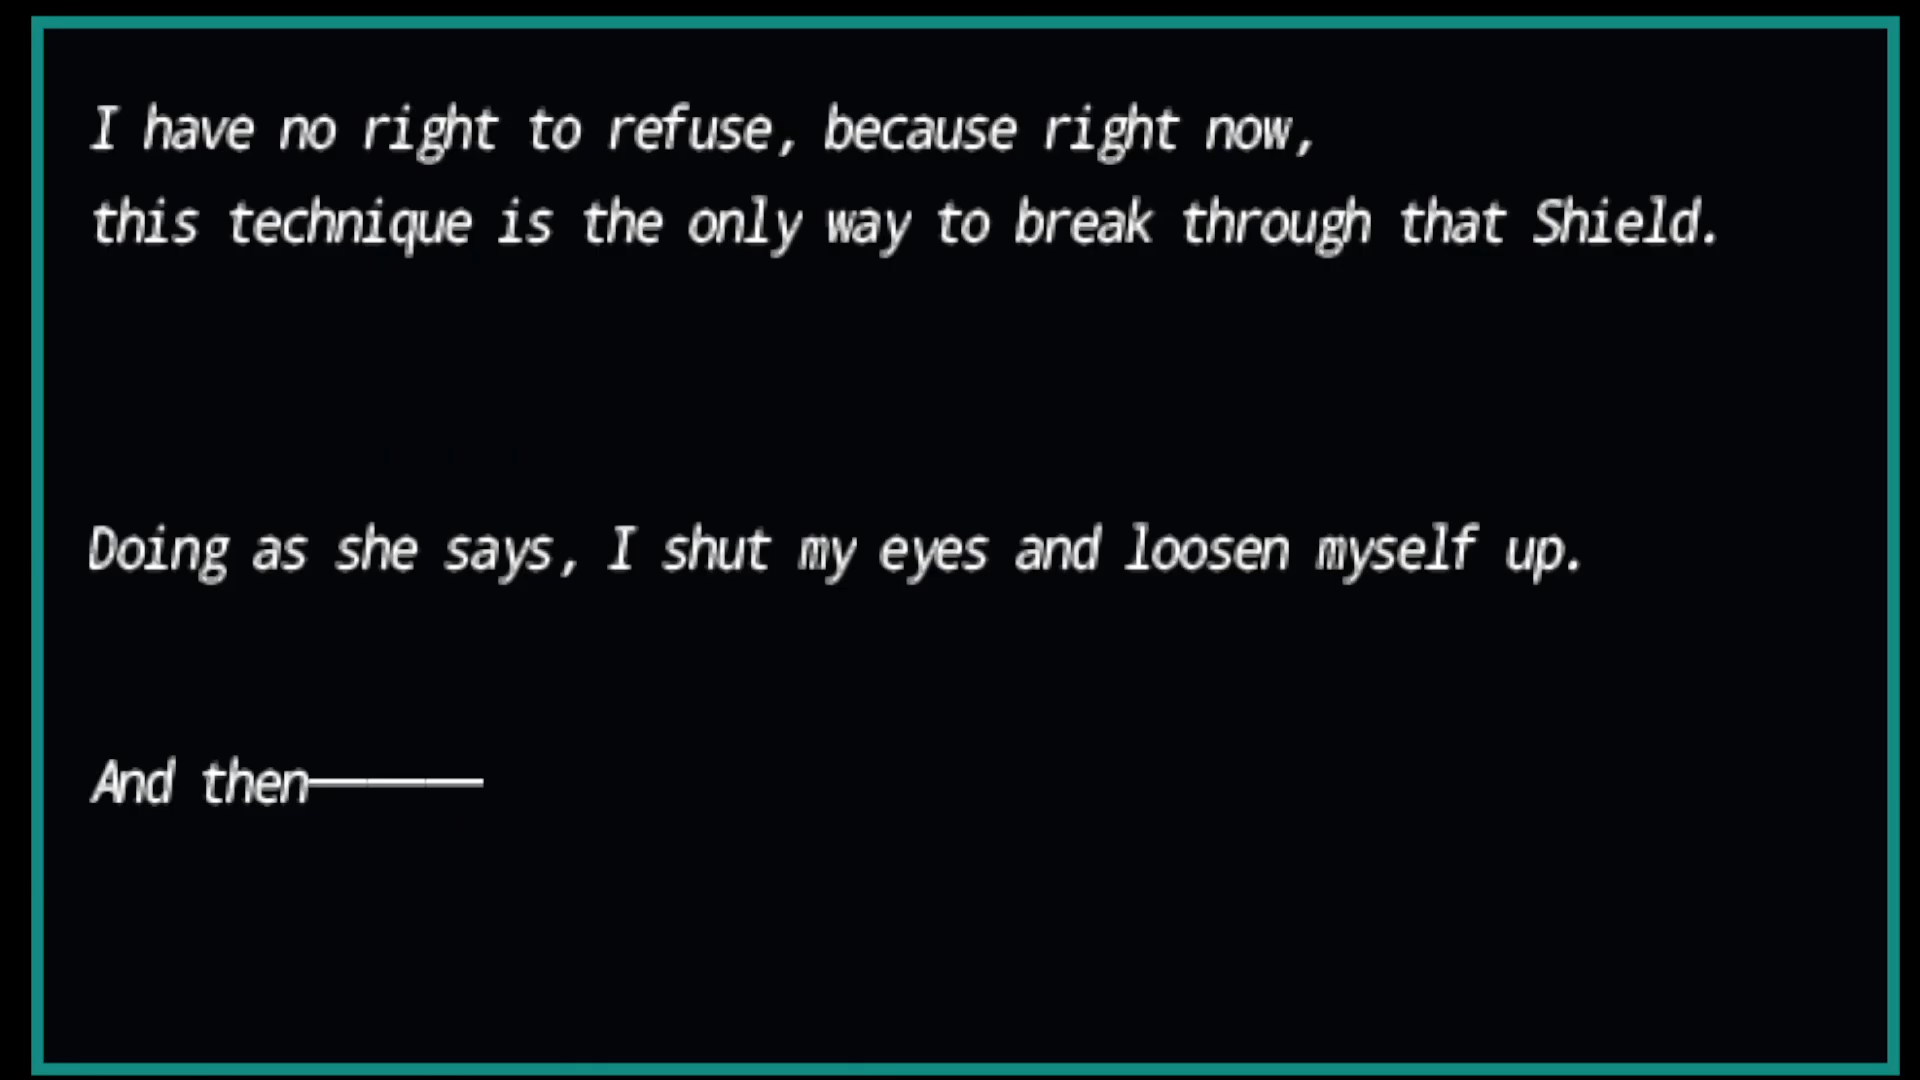 I have no right to refuse, because right now,
this technique is the only way to break through that Shield.
Doing as she says, I shut my eyes and loosen myself up.
And then———